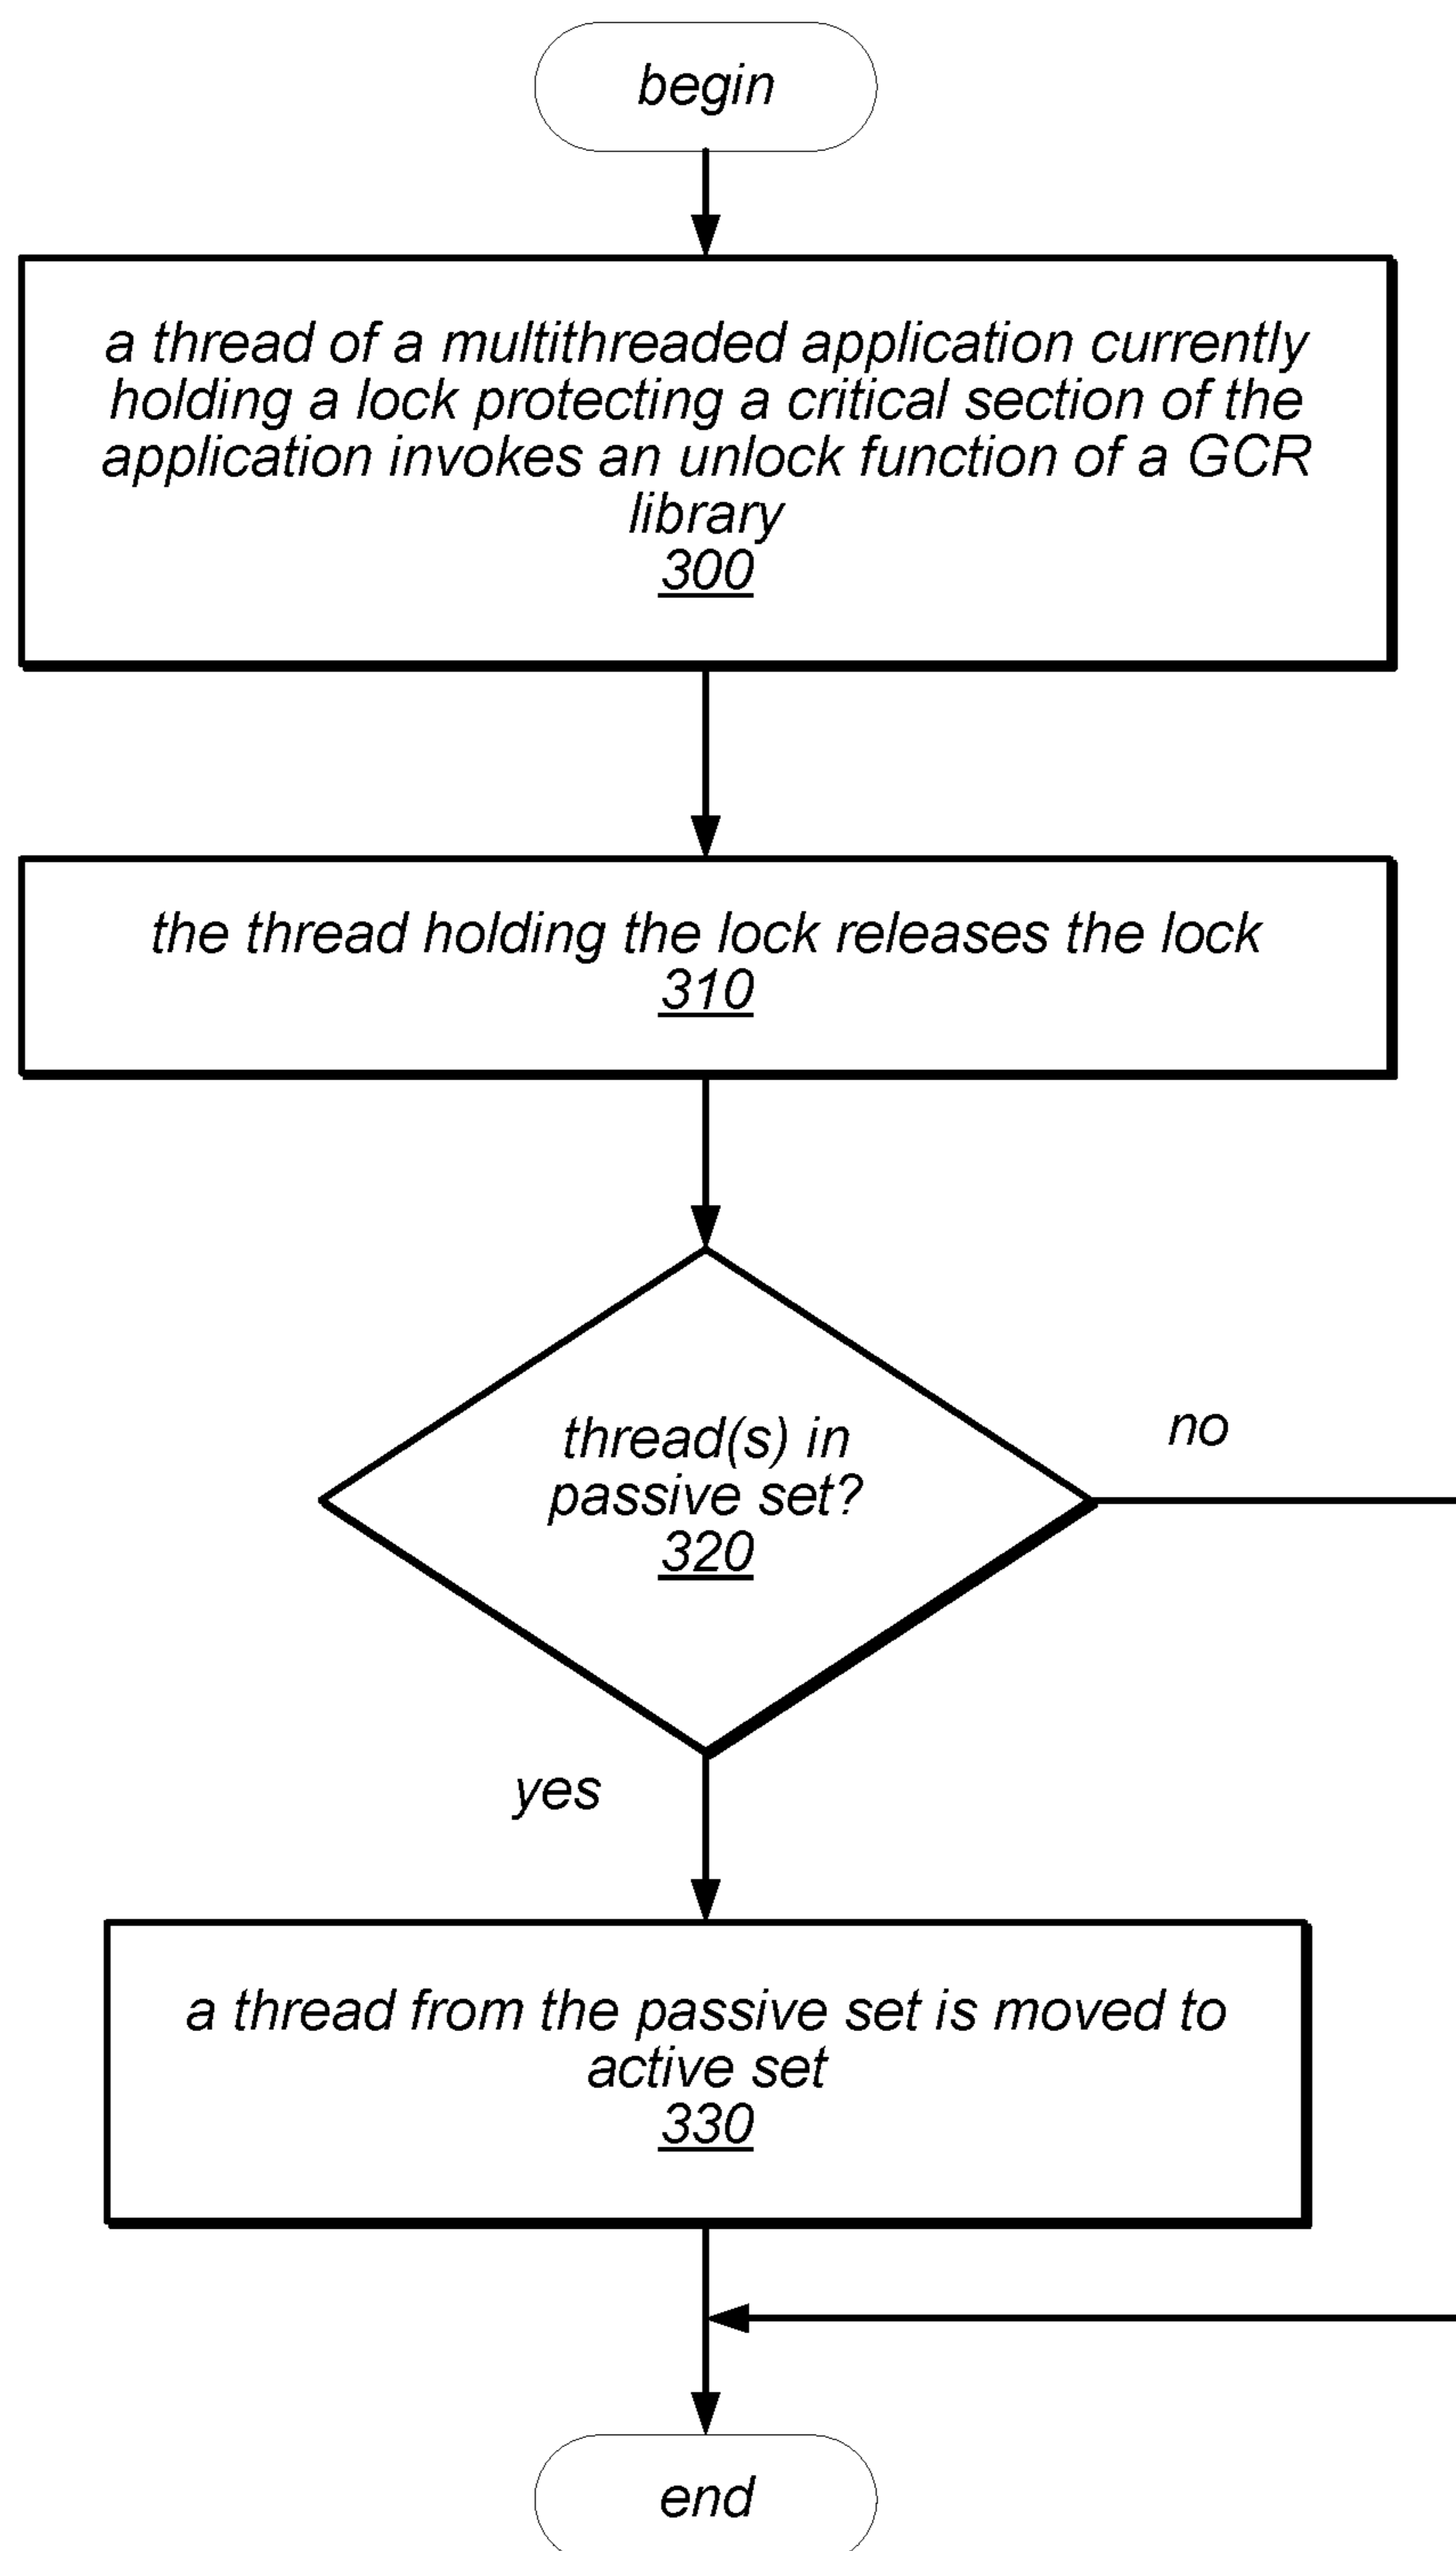 begin
a thread of a multithreaded application currently
holding a lock protecting a critical section of the
application invokes an unlock function of a GCR
library
300
the thread holding the lock releases the lock
310
thread(s) in
passive set?
320
no
yes
a thread from the passive set is moved to
active set
330
end